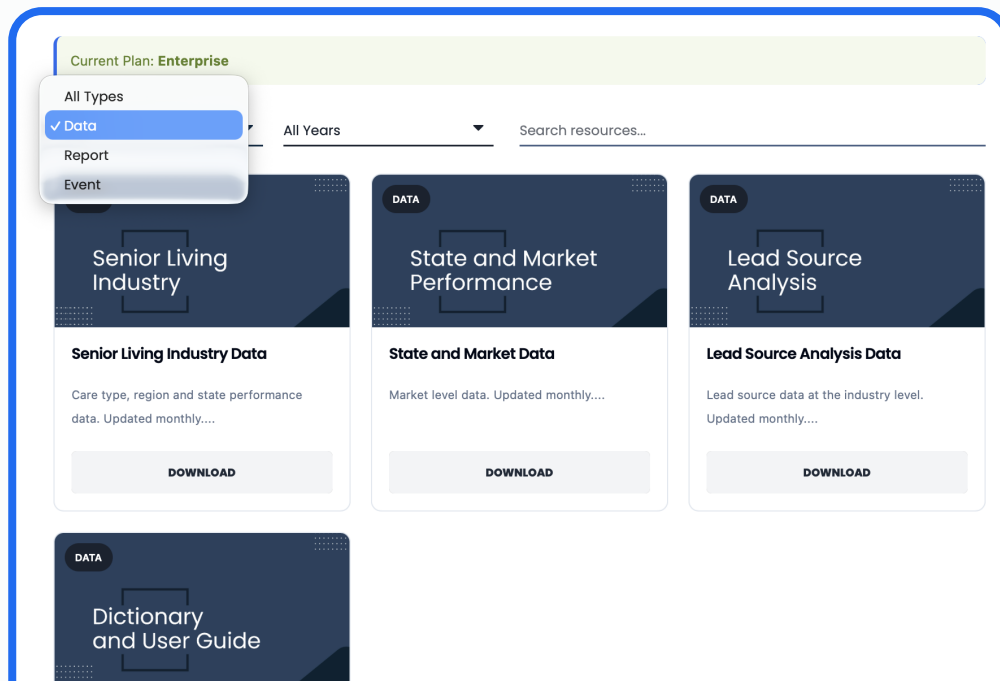 Current Plan: Enterprise
All Types
✓ Data
Report
Event
All Years
Search resources...
Senior Living
Industry
Senior Living Industry Data
Care type, region and state performance
data. Updated monthly....
DOWNLOAD
DATA
State and Market
Performance
State and Market Data
Market level data. Updated monthly....
DOWNLOAD
DATA
Lead Source
Analysis
Lead Source Analysis Data
Lead source data at the industry level.
Updated monthly....
DOWNLOAD
DATA
Dictionary
and User Guide